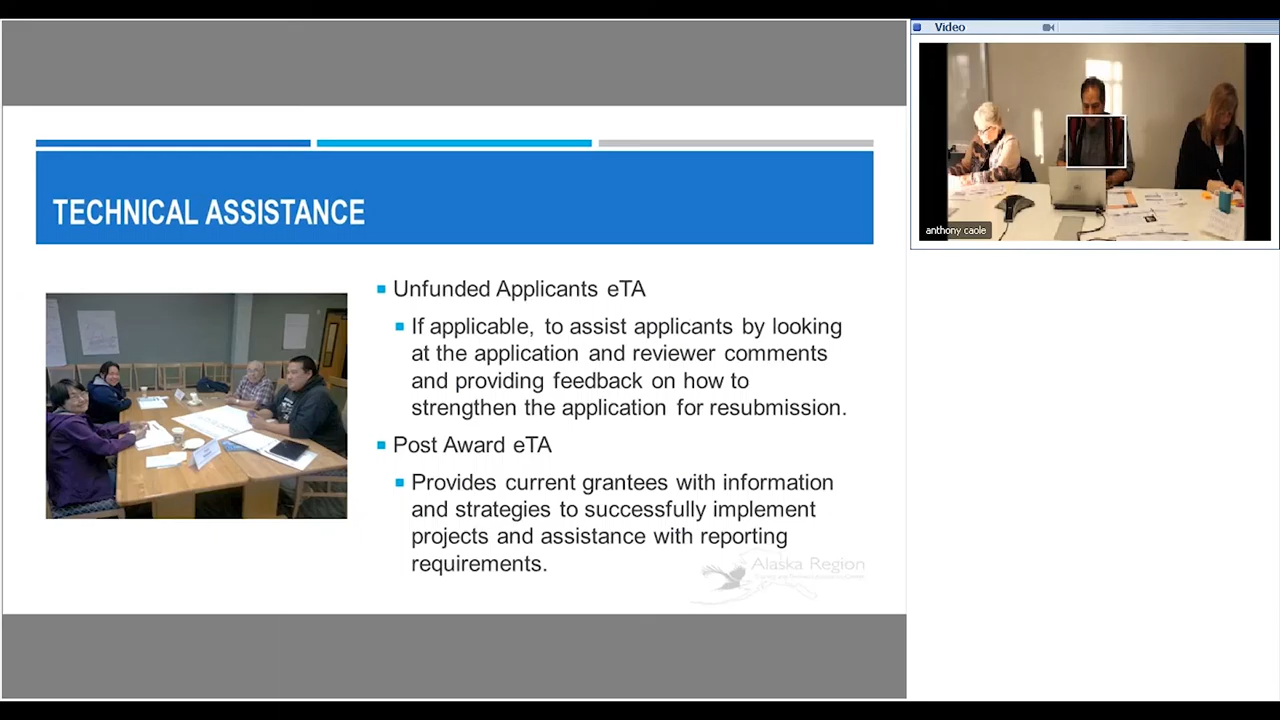 Video
anthony caole
TECHNICAL ASSISTANCE
Unfunded Applicants eTA
If applicable, to assist applicants by looking
at the application and reviewer comments
and providing feedback on how to
strengthen the application for resubmission.
Post Award eTA
Provides current grantees with information
and strategies to successfully implement
projects and assistance with reporting
requirements.
Alaska Region